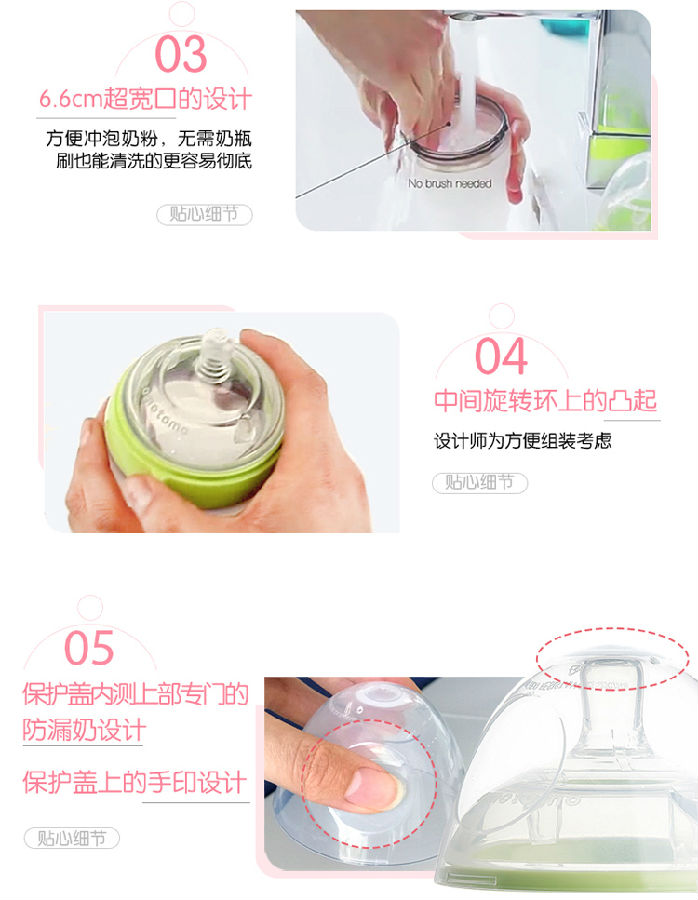 03
6.6cm超宽口的设计
方便冲泡奶粉，无需奶瓶
刷也能清洗的更容易彻底
贴心细节
No brush needed
04
中间旋转环上的凸起
设计师为方便组装考虑
贴心细节
05
保护盖内测上部专门的
防漏奶设计
保护盖上的手印设计
贴心细节